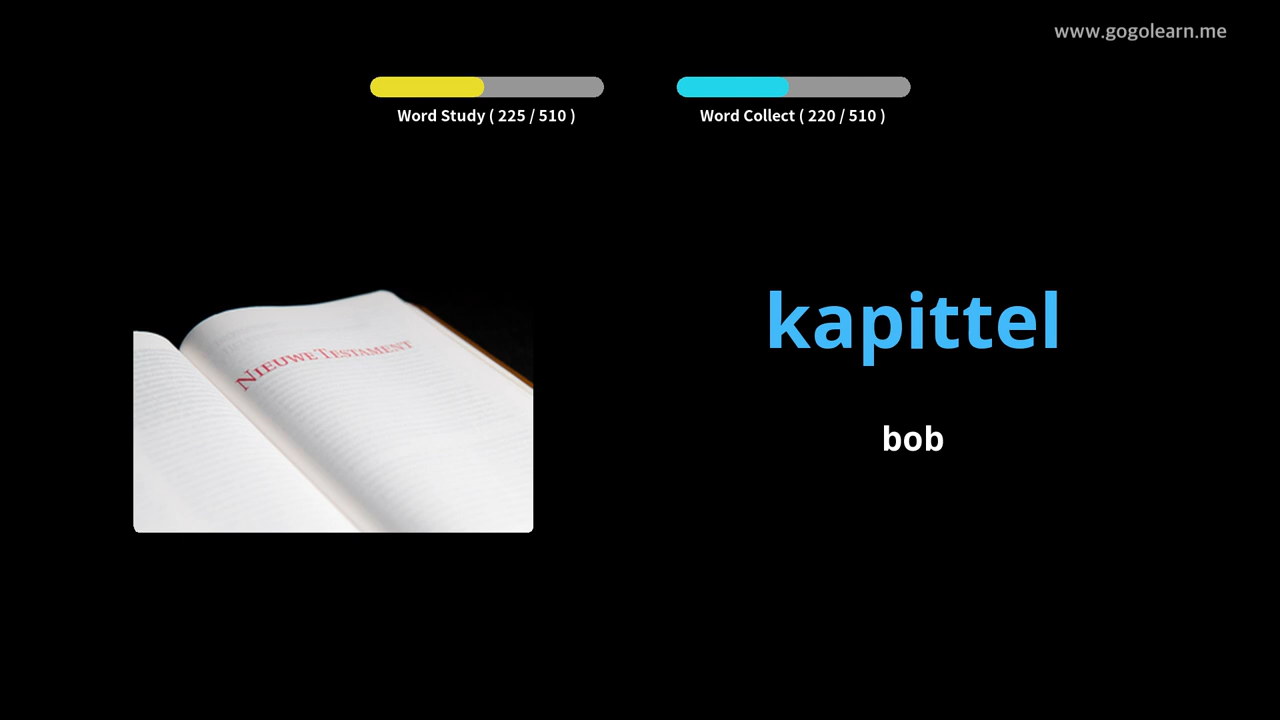 www.gogolearn.me
Word Study ( 225 / 510 )
Word Collect ( 220 / 510 )
kapittel
NIEUWE TESTAMENT
bob